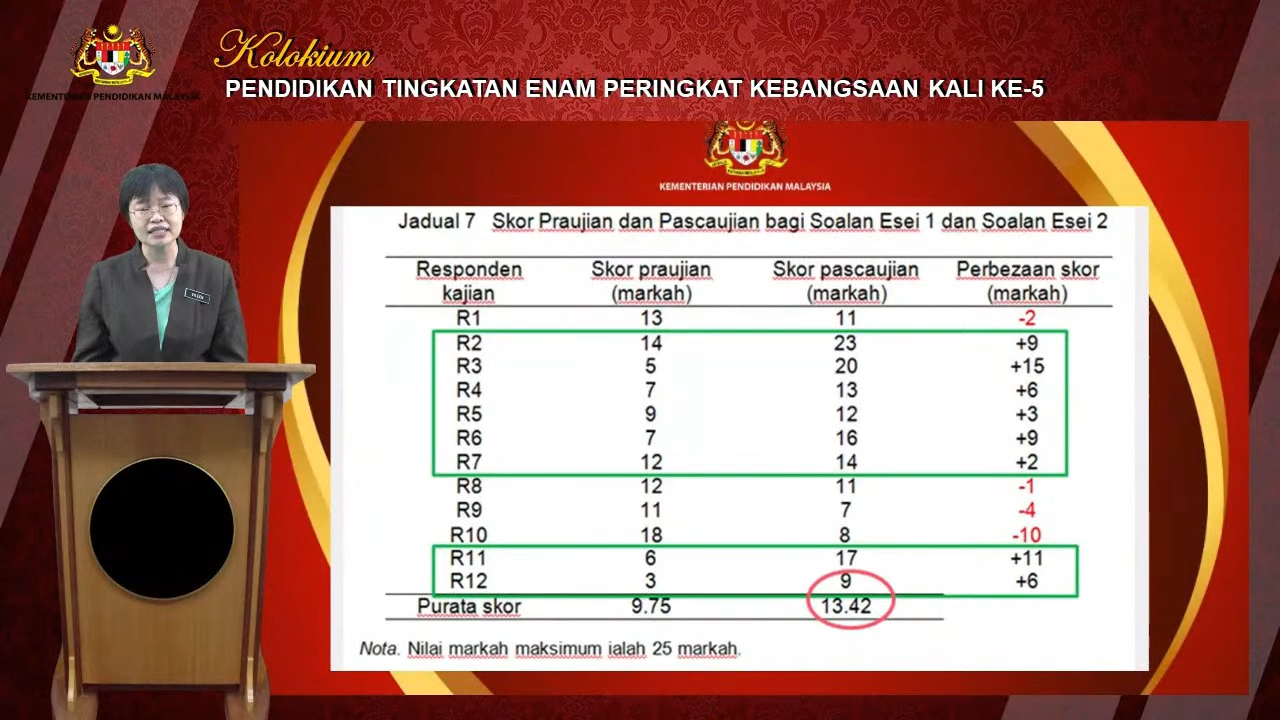 Kolokium
PENDIDIKAN TINGKATAN ENAM PERINGKAT KEBANGSAAN KALI KE-5
KEMENTERIAN PENDIDIKAN MALAYSIA
KEMENTERIAN PENDIDIKAN MALAYSIA
Jadual 7 Skor Praujian dan Pascaujian bagi Soalan Esei 1 dan Soalan Esei 2
Responden kajian Skor praujian (markah) Skor pascaujian (markah) Perbezaan skor (markah)
R1 13 11 -2
R2 14 23 +9
R3 5 20 +15
R4 7 13 +6
R5 9 12 +3
R6 7 16 +9
R7 12 14 +2
R8 12 11 -1
R9 11 7 -4
R10 18 8 -10
R11 6 17 +11
R12 3 9 +6
Purata skor 9.75 13.42
Nota. Nilai markah maksimum ialah 25 markah.